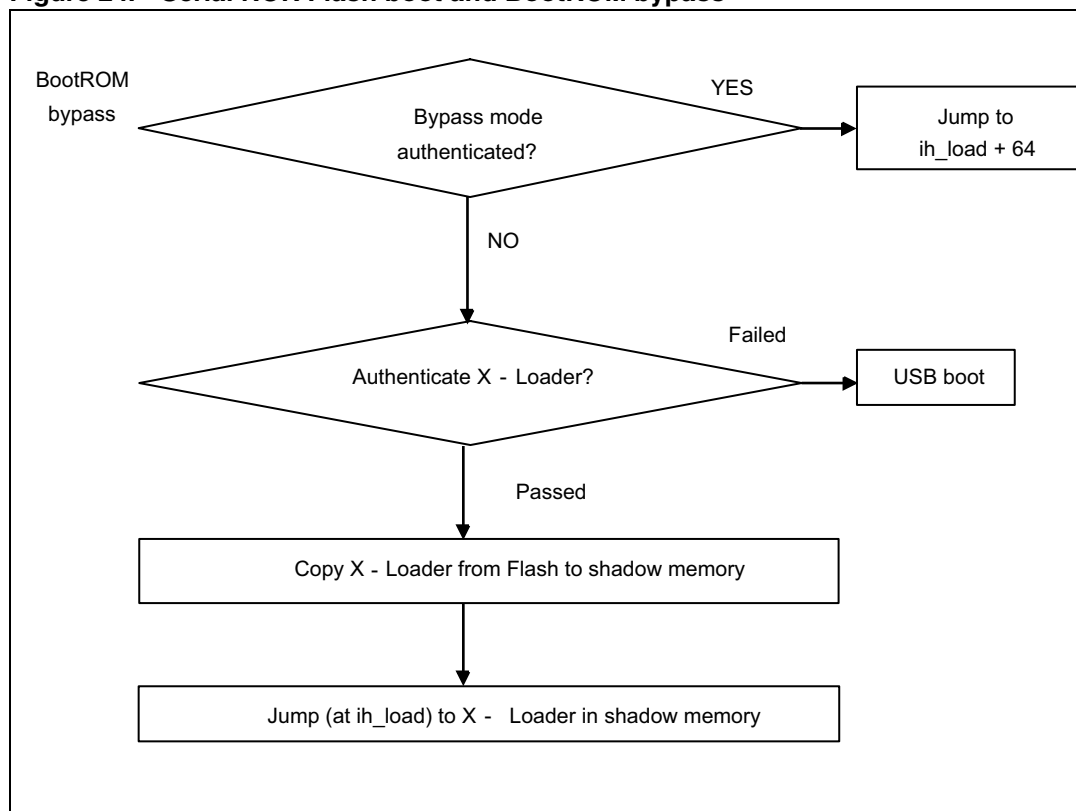 BootROM
bypass
YES
Bypass mode
authenticated?
Jump to
ih_load + 64
NO
Failed
Authenticate X - Loader?
USB boot
Passed
Copy X - Loader from Flash to shadow memory
Jump (at ih_load) to X - Loader in shadow memory